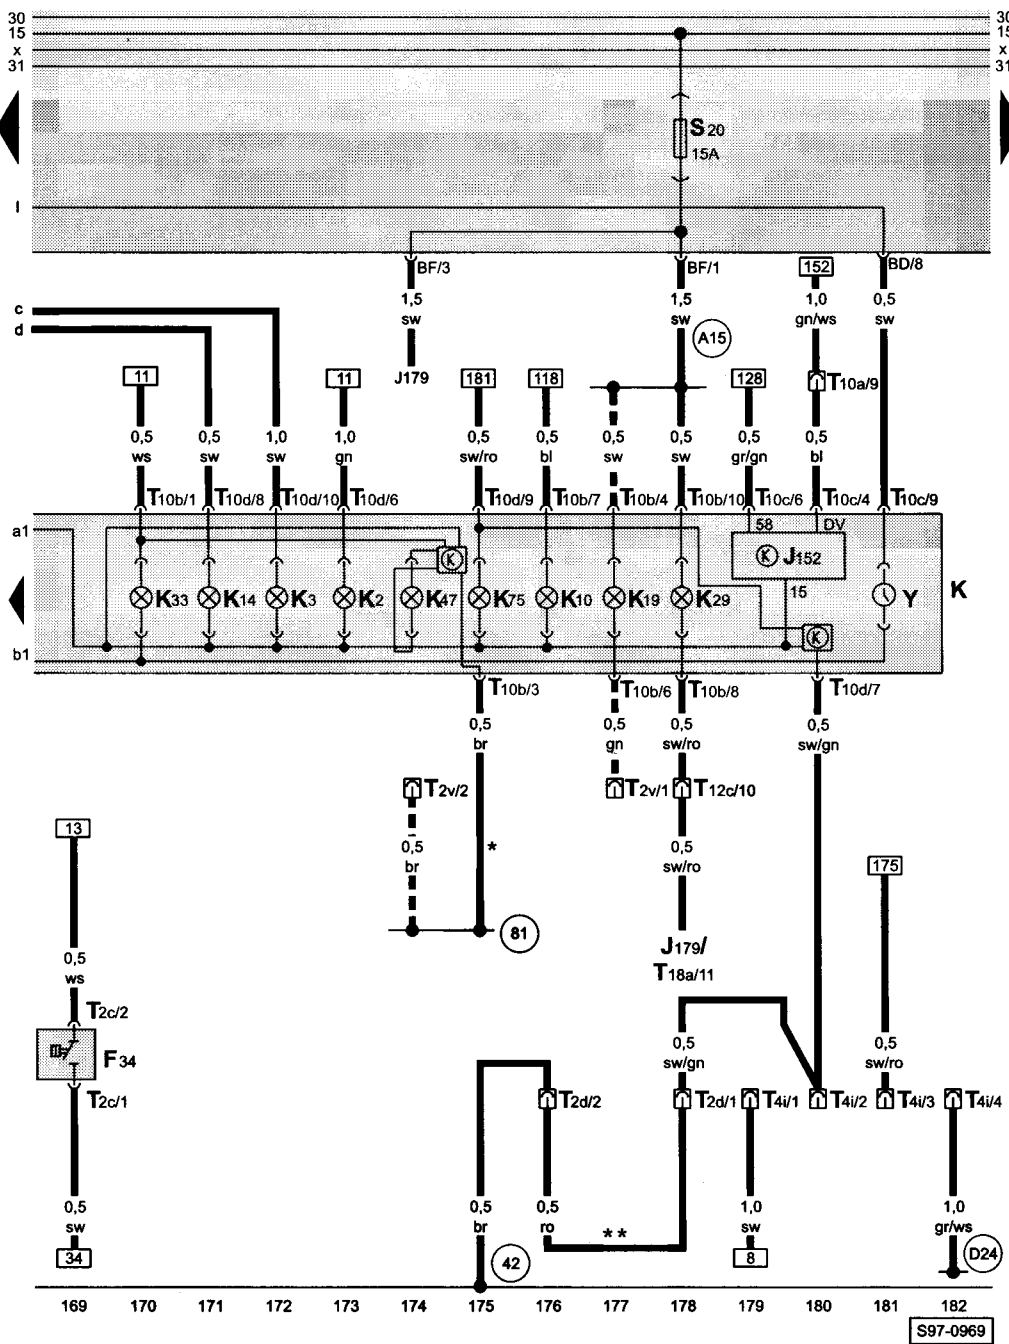 30 30
15 15
x x
31 31
S20
15A
l
BF/3 BF/1 152 BD/8
1,5 1,5 1,0 0,5
sw sw gn/ws sw
c
d
A15
11 11 J179 181 118 128 T10a/9
0,5 0,5 1,0 1,0 0,5 0,5 0,5 0,5 0,5 0,5
ws sw sw gn sw/ro bl sw sw gr/gn bl
T10b/1 T10d/8 T10d/10 T10d/6 T10d/9 T10b/7 T10b/4 T10b/10 T10c/6 T10c/4 T10c/9
a1 58 DV
K K J152
15
K33 K14 K3 K2 K47 K75 K10 K19 K29 Y K
K
b1
T10b/3 T10b/6 T10b/8 T10d/7
0,5 0,5 0,5 0,5
br gn sw/ro sw/gn
T2v/2 T2v/1 T12c/10
13
0,5 * 0,5
br sw/ro
175
81
J179/
T18a/11
0,5
ws
T2c/2
F34
0,5 0,5
sw/gn sw/ro
T2c/1 T2d/2 T2d/1 T4i/1 T4i/2 T4i/3 T4i/4
0,5 0,5 0,5 1,0 1,0
sw br ro ** sw gr/ws
34 42 8 D24
169 170 171 172 173 174 175 176 177 178 179 180 181 182
S97-0969